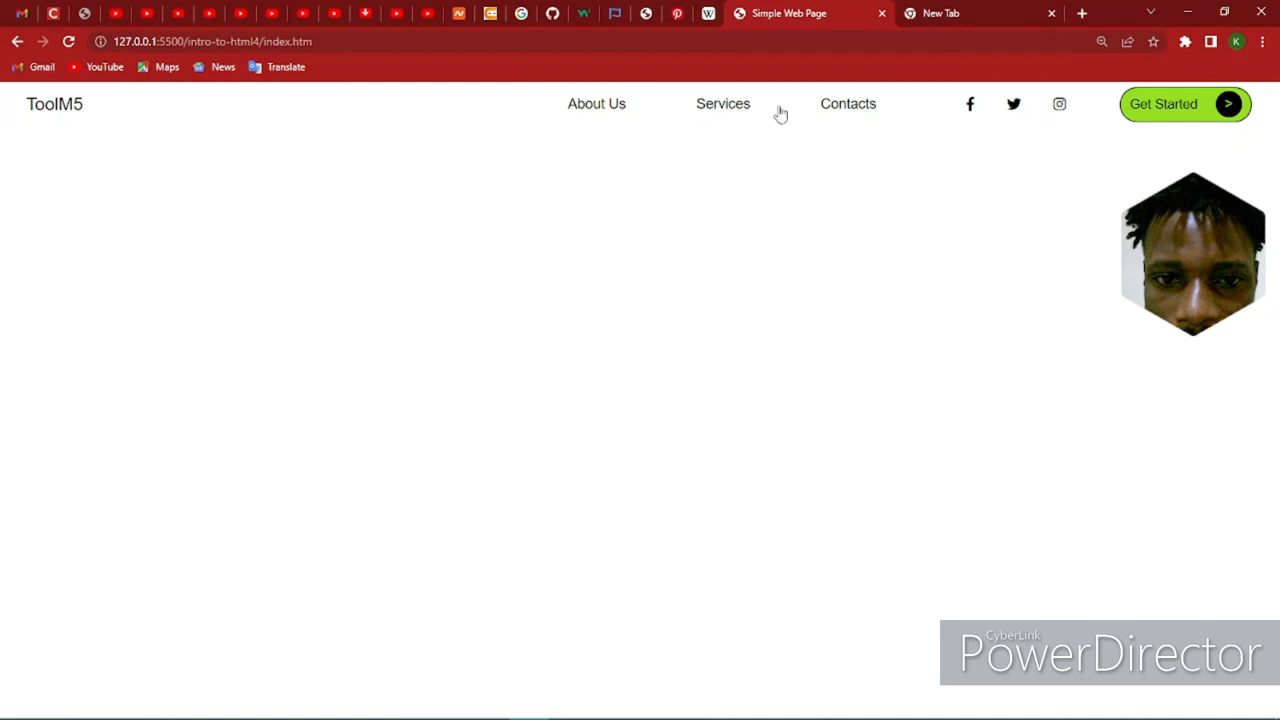 Simple Web Page
New Tab
127.0.0.1:5500/intro-to-html4/index.htm
K
Gmail
YouTube
Maps
News
Translate
ToolM5
About Us
Services
Contacts
Get Started >
CyberLink
PowerDirector